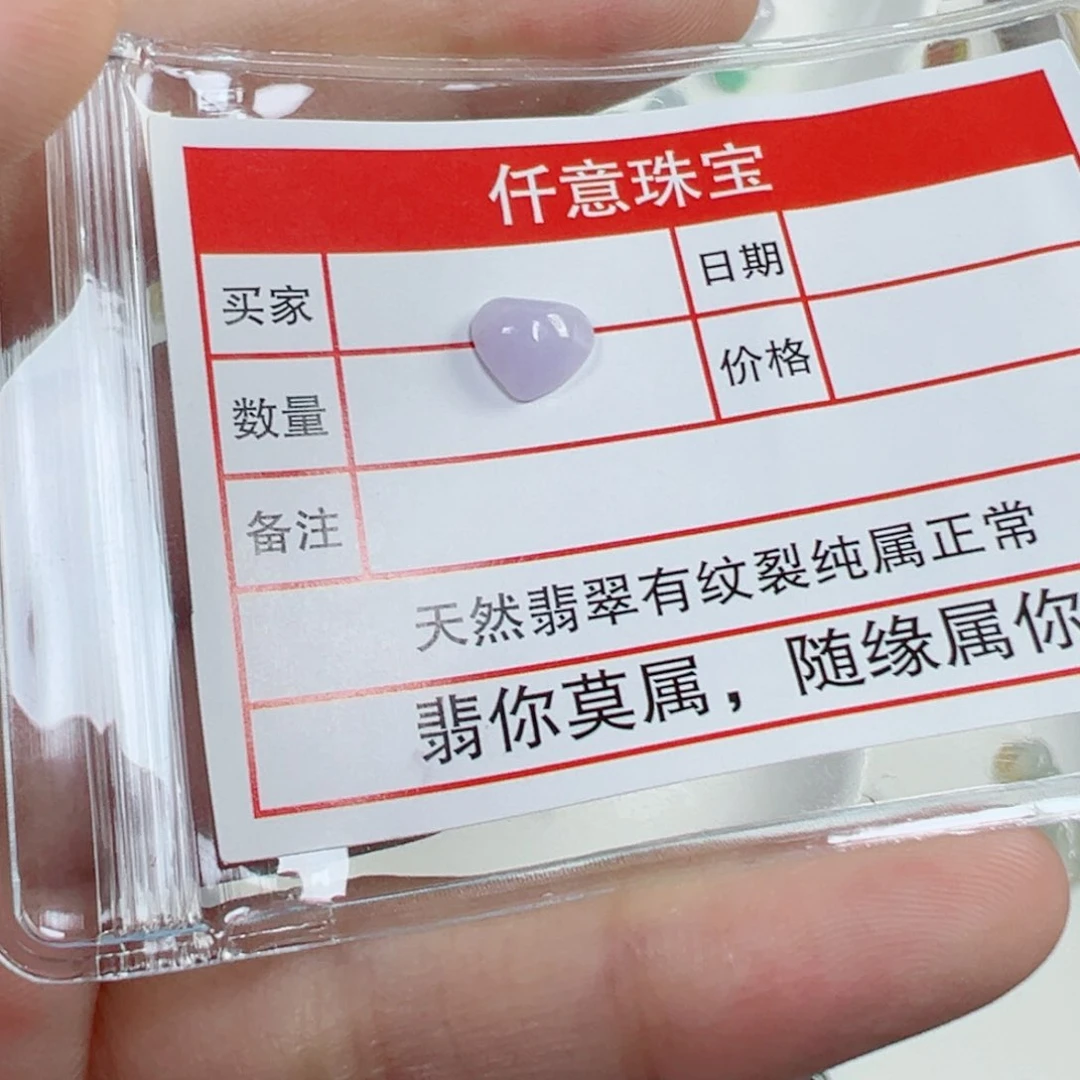 仟意珠宝
买家
日期
数量
价格
备注
天然翡翠有纹裂纯属正常
翡你莫属，随缘属你